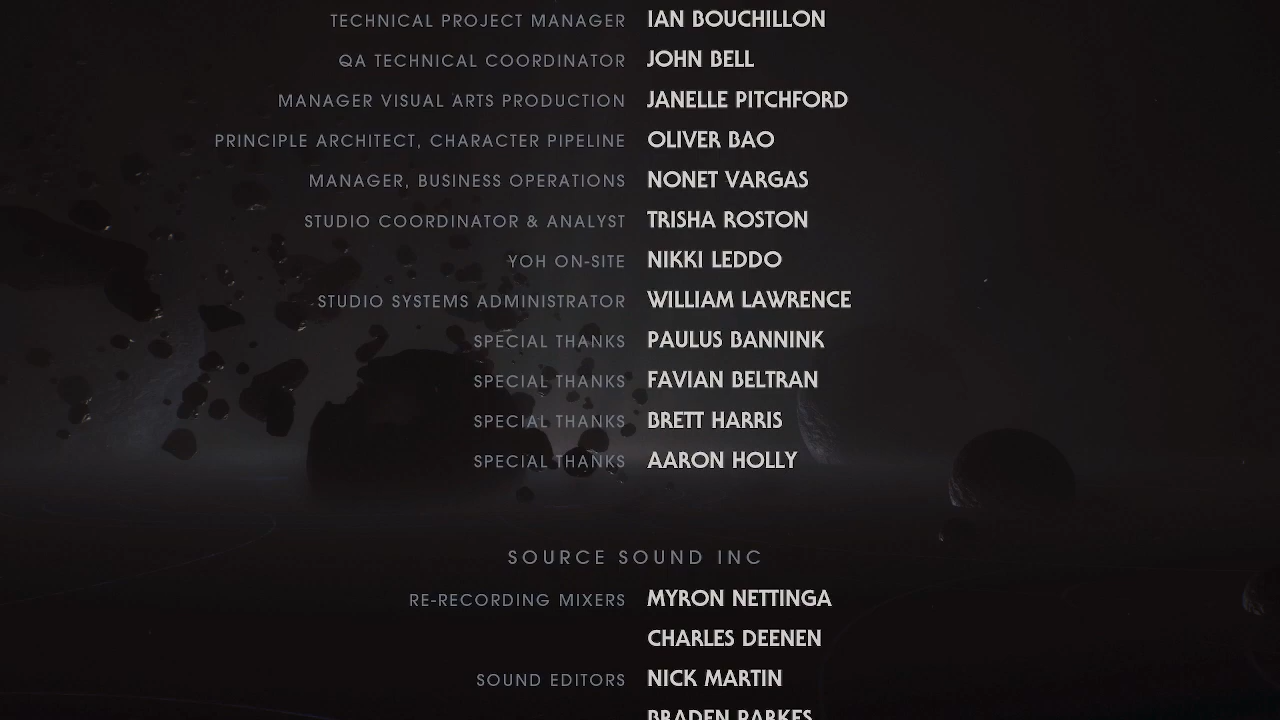 TECHNICAL PROJECT MANAGER IAN BOUCHILLON
QA TECHNICAL COORDINATOR JOHN BELL
MANAGER VISUAL ARTS PRODUCTION JANELLE PITCHFORD
PRINCIPLE ARCHITECT, CHARACTER PIPELINE OLIVER BAO
MANAGER, BUSINESS OPERATIONS NONET VARGAS
STUDIO COORDINATOR & ANALYST TRISHA ROSTON
YOH ON-SITE NIKKI LEDDO
STUDIO SYSTEMS ADMINISTRATOR WILLIAM LAWRENCE
SPECIAL THANKS PAULUS BANNINK
SPECIAL THANKS FAVIAN BELTRAN
SPECIAL THANKS BRETT HARRIS
SPECIAL THANKS AARON HOLLY
SOURCE SOUND INC
RE-RECORDING MIXERS MYRON NETTINGA
CHARLES DEENEN
SOUND EDITORS NICK MARTIN
BRADEN PARKES